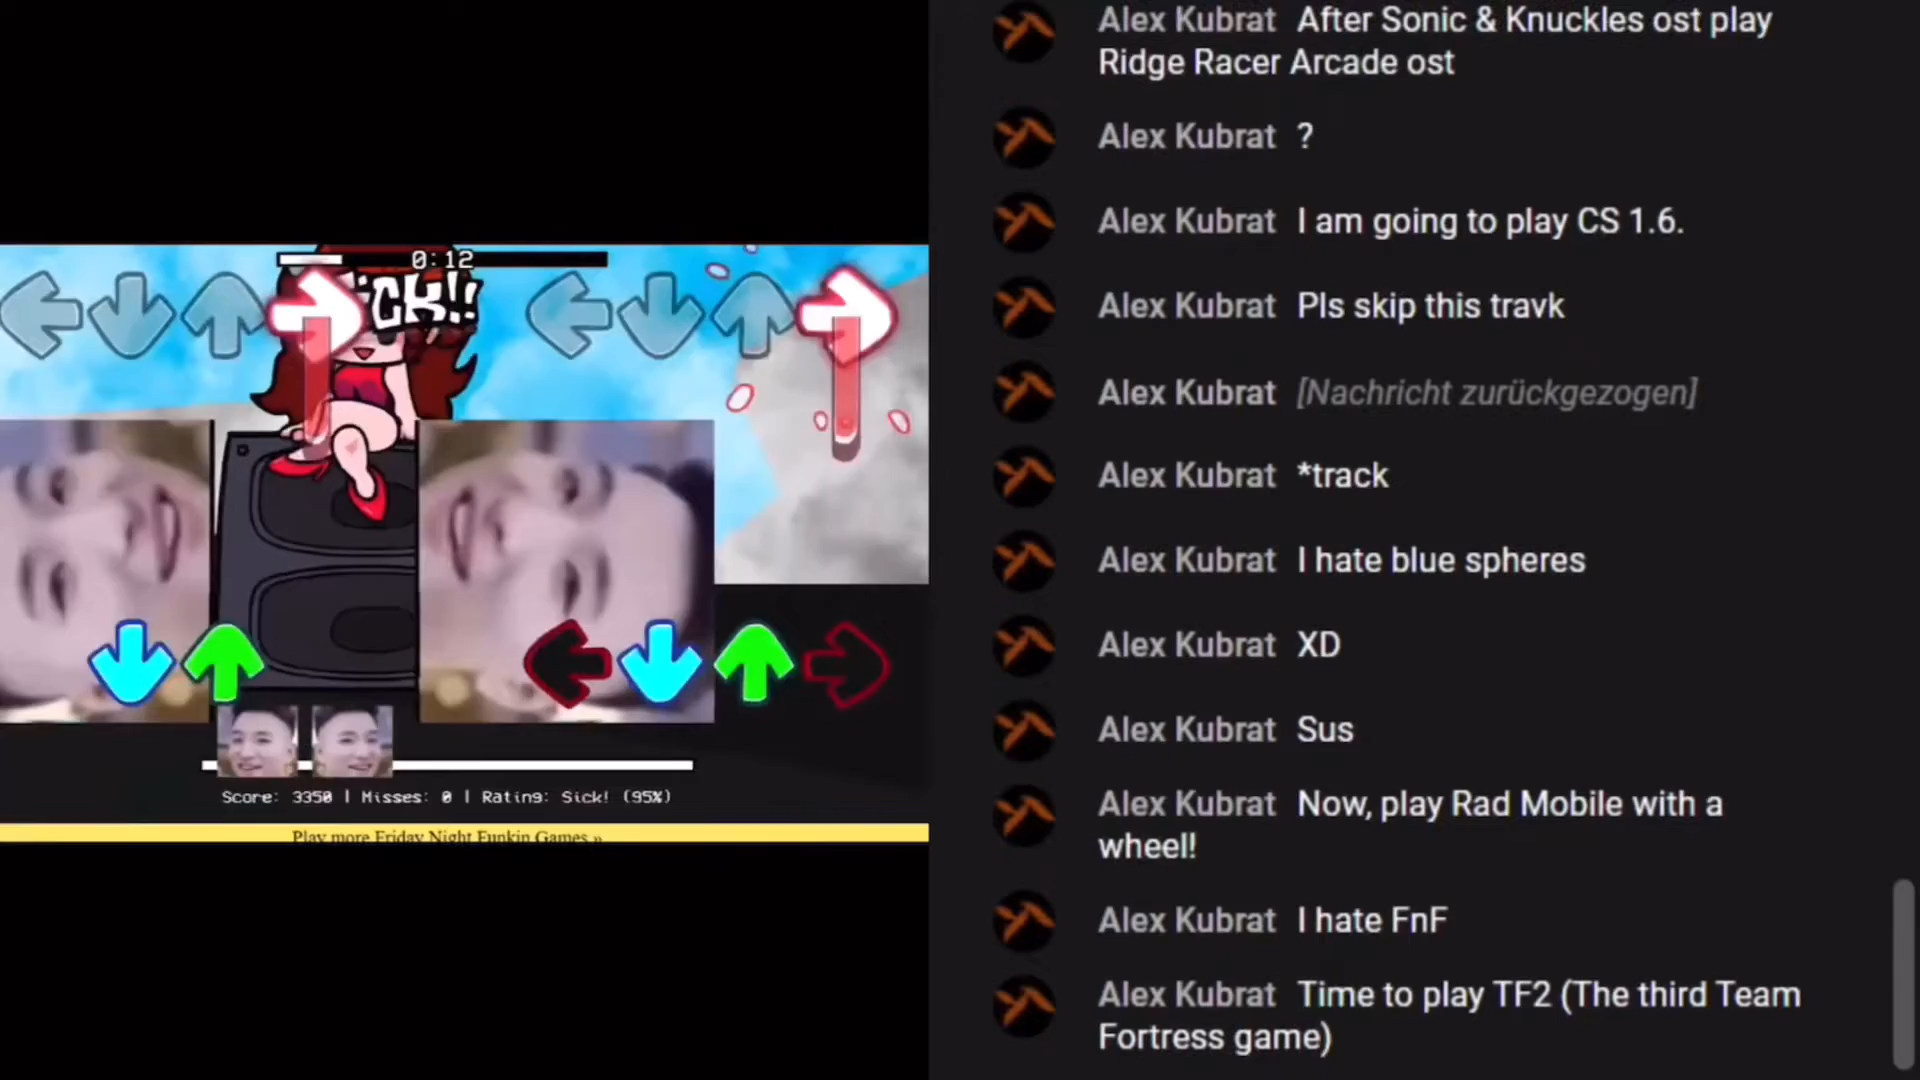 0:12
CK!!
Score: 3350 | Misses: 0 | Rating: Sick! (95%)
Play more Friday Night Funkin Games »
Alex Kubrat After Sonic & Knuckles ost play
Ridge Racer Arcade ost
Alex Kubrat ?
Alex Kubrat I am going to play CS 1.6.
Alex Kubrat Pls skip this travk
Alex Kubrat [Nachricht zurückgezogen]
Alex Kubrat *track
Alex Kubrat I hate blue spheres
Alex Kubrat XD
Alex Kubrat Sus
Alex Kubrat Now, play Rad Mobile with a
wheel!
Alex Kubrat I hate FnF
Alex Kubrat Time to play TF2 (The third Team
Fortress game)